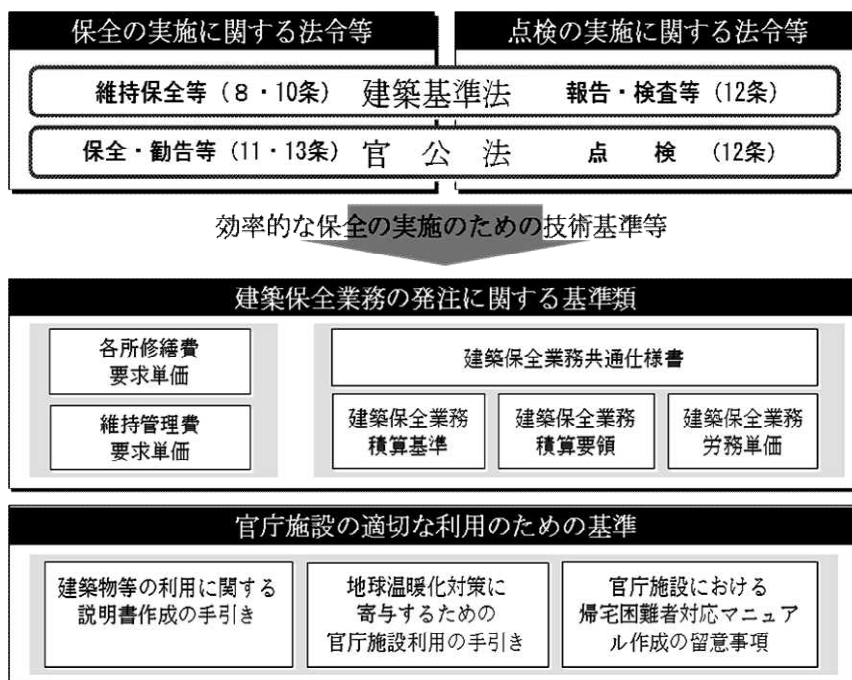 保全の実施に関する法令等
点検の実施に関する法令等
維持保全等(8・10条) 建築基準法 報告・検査等(12条)
保全・勧告等(11・13条) 官公法 点検 (12条)
効率的な保全の実施のための技術基準等
建築保全業務の発注に関する基準類
各所修繕費
要求単価
維持管理費
要求単価
建築保全業務共通仕様書
建築保全業務
積算基準
建築保全業務
積算要領
建築保全業務
労務単価
官庁施設の適切な利用のための基準
建築物等の利用に関する
説明書作成の手引き
地球温暖化対策に
寄与するための
官庁施設利用の手引き
官庁施設における
帰宅困難者対応マニュア
ル作成の留意事項